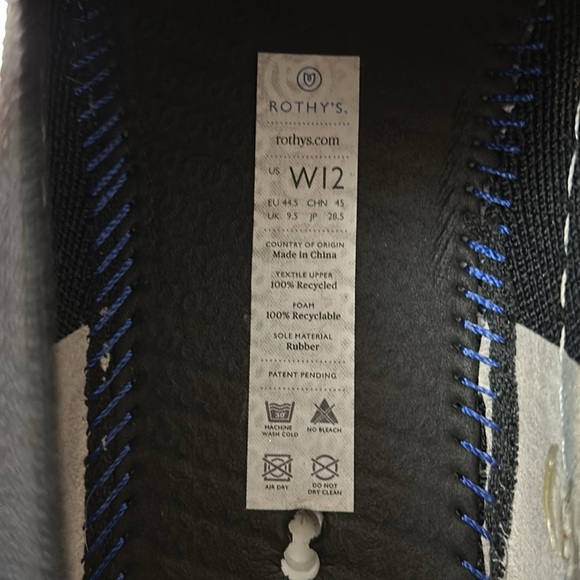 ROTHY'S
rothys.com
US W12
EU 44.5 CHN 45
UK 9.5 JP 28.5
COUNTRY OF ORIGIN
Made in China
TEXTILE UPPER
100% Recycled
FOAM
100% Recyclable
SOLE MATERIAL
Rubber
PATENT PENDING
30°
MACHINE WASH COLD
NO BLEACH
AIR DRY
DO NOT DRY CLEAN